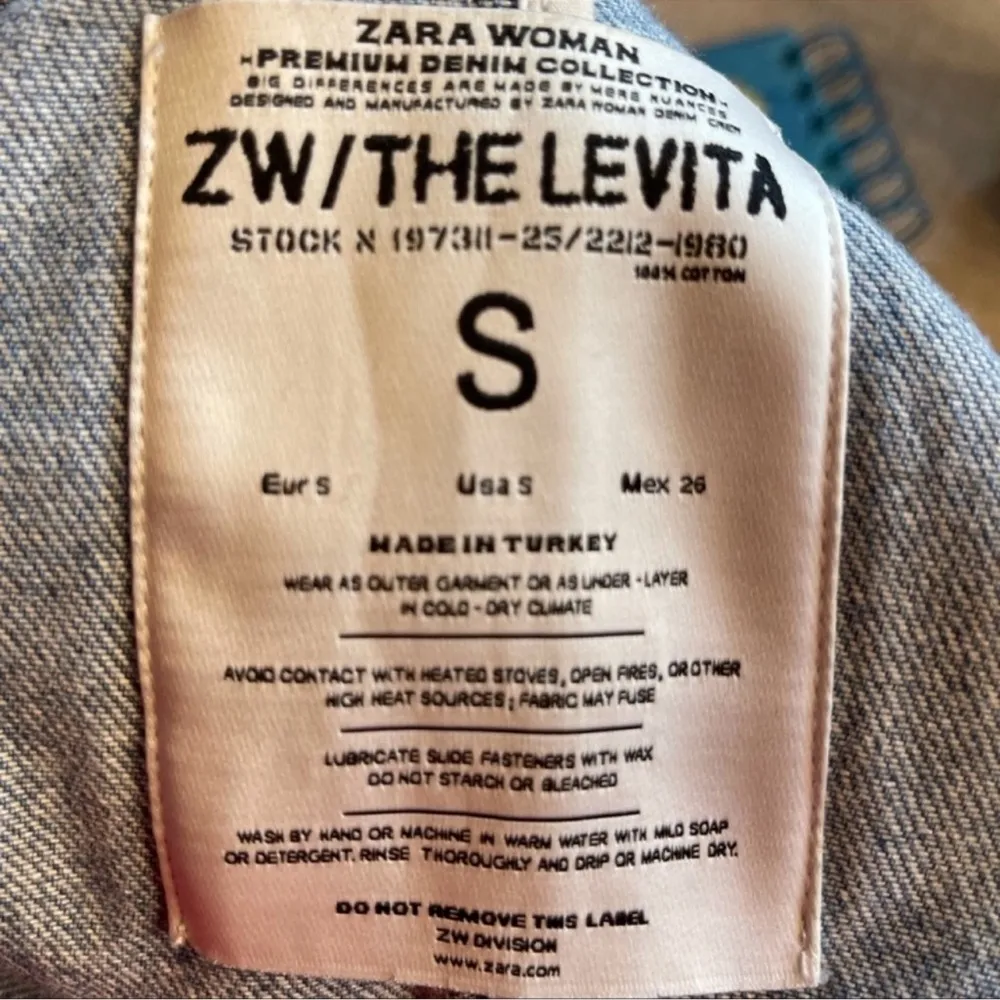 ZARA WOMAN
-PREMIUM DENIM COLLECTION-
BIG DIFFERENCES ARE MADE BY MERE NUANCES
DESIGNED AND MANUFACTURED BY ZARA WOMAN DENIM CREW
ZW/THE LEVITA
STOCK N 197311-25/2212-1980
100% COTTON
S
Eur S Usa S Mex 26
MADE IN TURKEY
WEAR AS OUTER GARMENT OR AS UNDER-LAYER
IN COLD-DRY CLIMATE
AVOID CONTACT WITH HEATED STOVES, OPEN FIRES, OR OTHER
HIGH HEAT SOURCES; FABRIC MAY FUSE
LUBRICATE SLIDE FASTENERS WITH WAX
DO NOT STARCH OR BLEACHED
WASH BY HAND OR MACHINE IN WARM WATER WITH MILD SOAP
OR DETERGENT. RINSE THOROUGHLY AND DRIP OR MACHINE DRY.
DO NOT REMOVE THIS LABEL
ZW DIVISION
www.zara.com